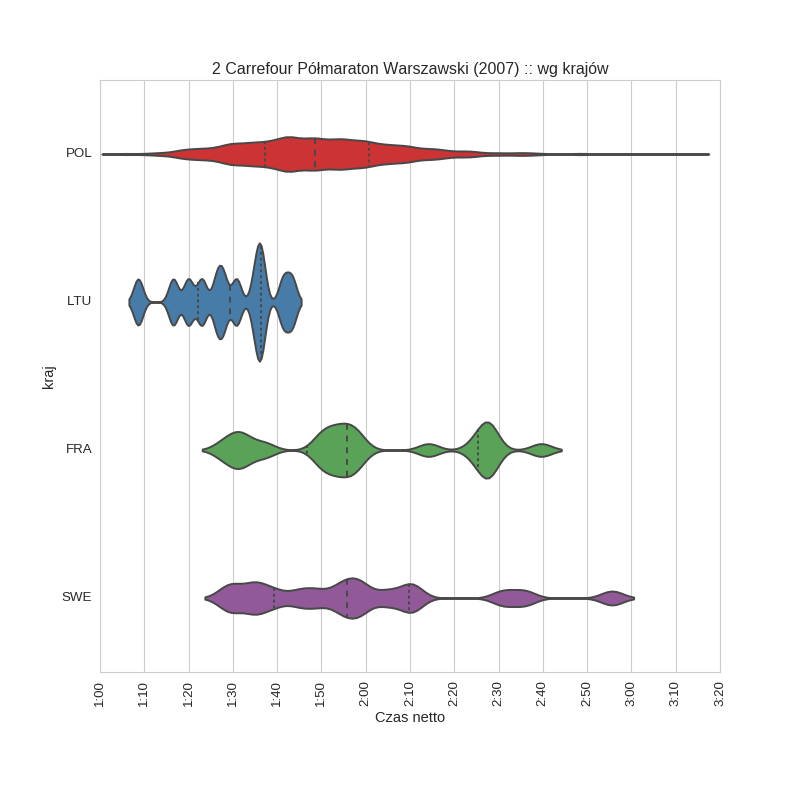 2 Carrefour Półmaraton Warszawski (2007) :: wg krajów
POL
LTU
FRA
SWE
kraj
1:00
1:10
1:20
1:30
1:40
1:50
2:00
2:10
2:20
2:30
2:40
2:50
3:00
3:10
3:20
Czas netto